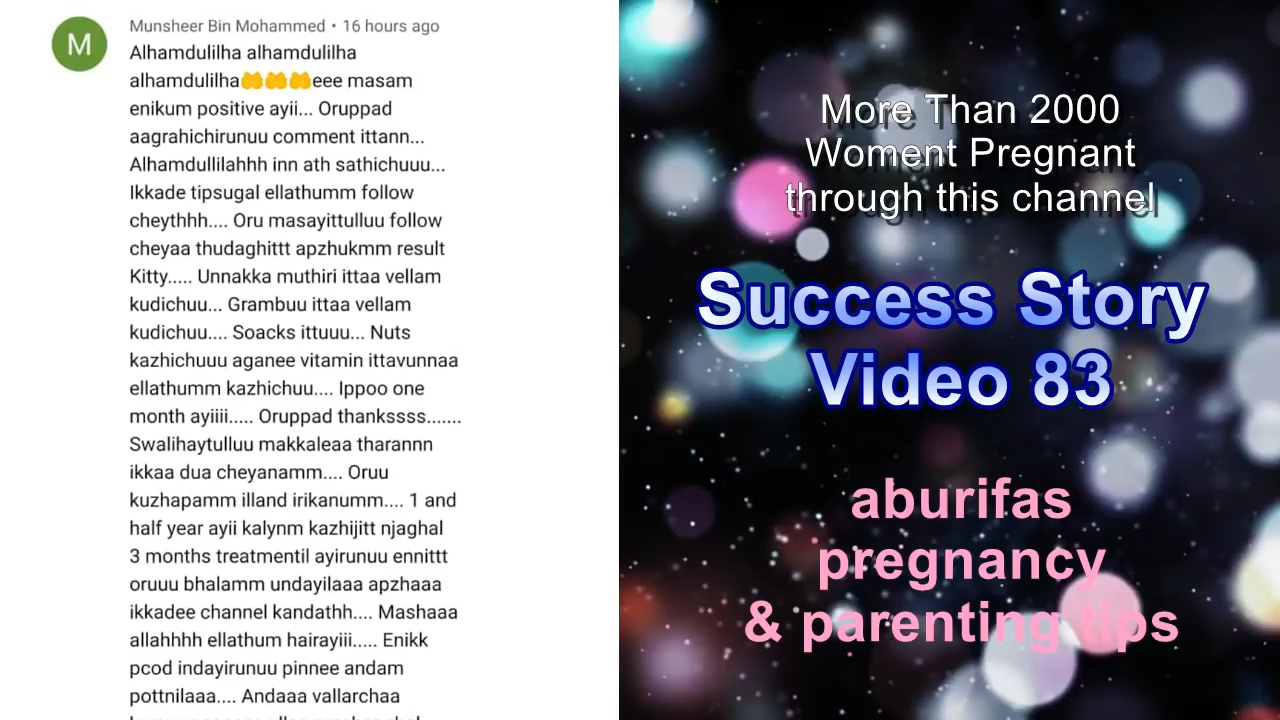 M
Munsheer Bin Mohammed • 16 hours ago
Alhamdulilha alhamdulilha
alhamdulilha🤲🤲🤲eee masam
enikum positive ayii... Oruppad
aagrahichirunuu comment ittann...
Alhamdullilahhh inn ath sathichuuu...
Ikkade tipsugal ellathumm follow
cheythhh.... Oru masayittulluu follow
cheyaa thudaghittt apzhukmm result
Kitty..... Unnakka muthiri ittaa vellam
kudichuu... Grambuu ittaa vellam
kudichuu.... Soacks ittuuu... Nuts
kazhichuuu aganee vitamin ittavunnaa
ellathumm kazhichuu.... Ippoo one
month ayiiii..... Oruppad thankssss.......
Swalihaytulluu makkaleaa tharannn
ikkaa dua cheyanamm.... Oruu
kuzhapamm illand irikanumm.... 1 and
half year ayii kalynm kazhijitt njaghal
3 months treatmentil ayirunuu ennittt
oruuu bhalamm undayilaaa apzhaaa
ikkadee channel kandathh.... Mashaaa
allahhhh ellathum hairayiii..... Enikk
pcod indayirunuu pinnee andam
pottnilaaa.... Andaaa vallarchaa
More Than 2000
Woment Pregnant
through this channel
Success Story
Video 83
aburifas
pregnancy
& parenting tips